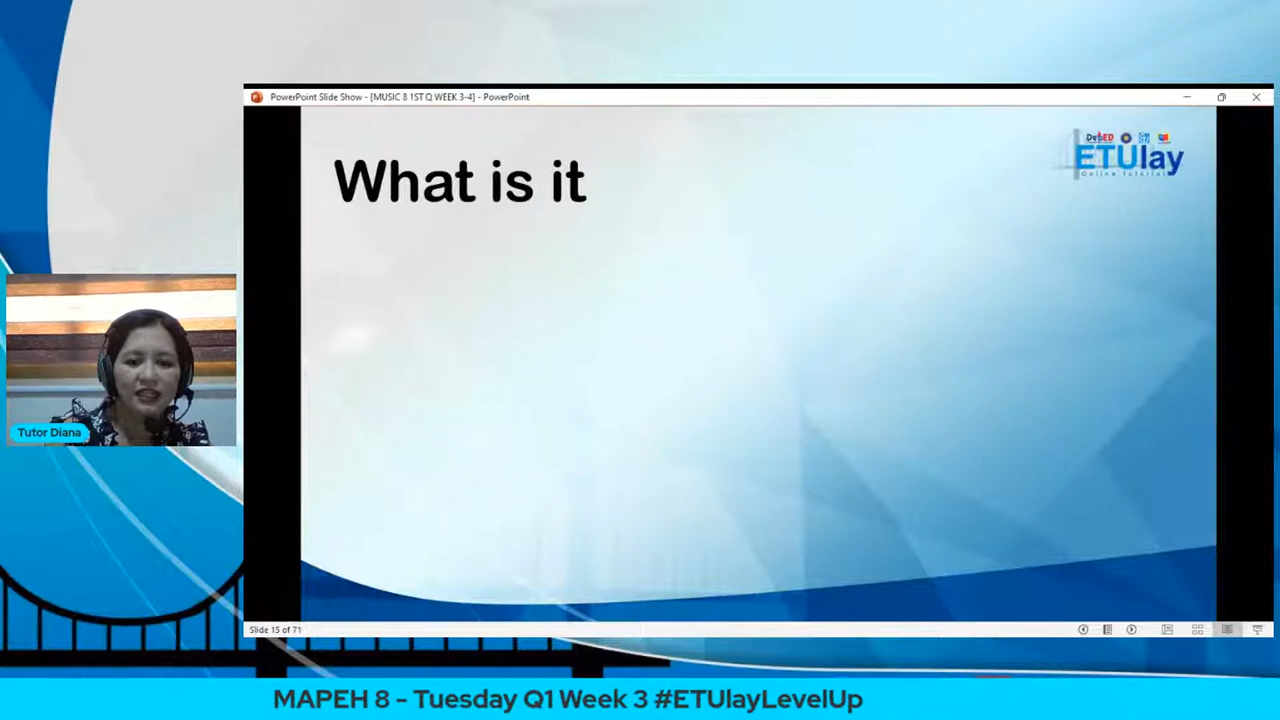 PowerPoint Slide Show - [MUSIC 8 1ST Q WEEK 3-4] - PowerPoint
DepED
ETUlay
Online Tutorial
What is it
Tutor Diana
Slide 15 of 71
MAPEH 8 - Tuesday Q1 Week 3 #ETUlayLevelUp